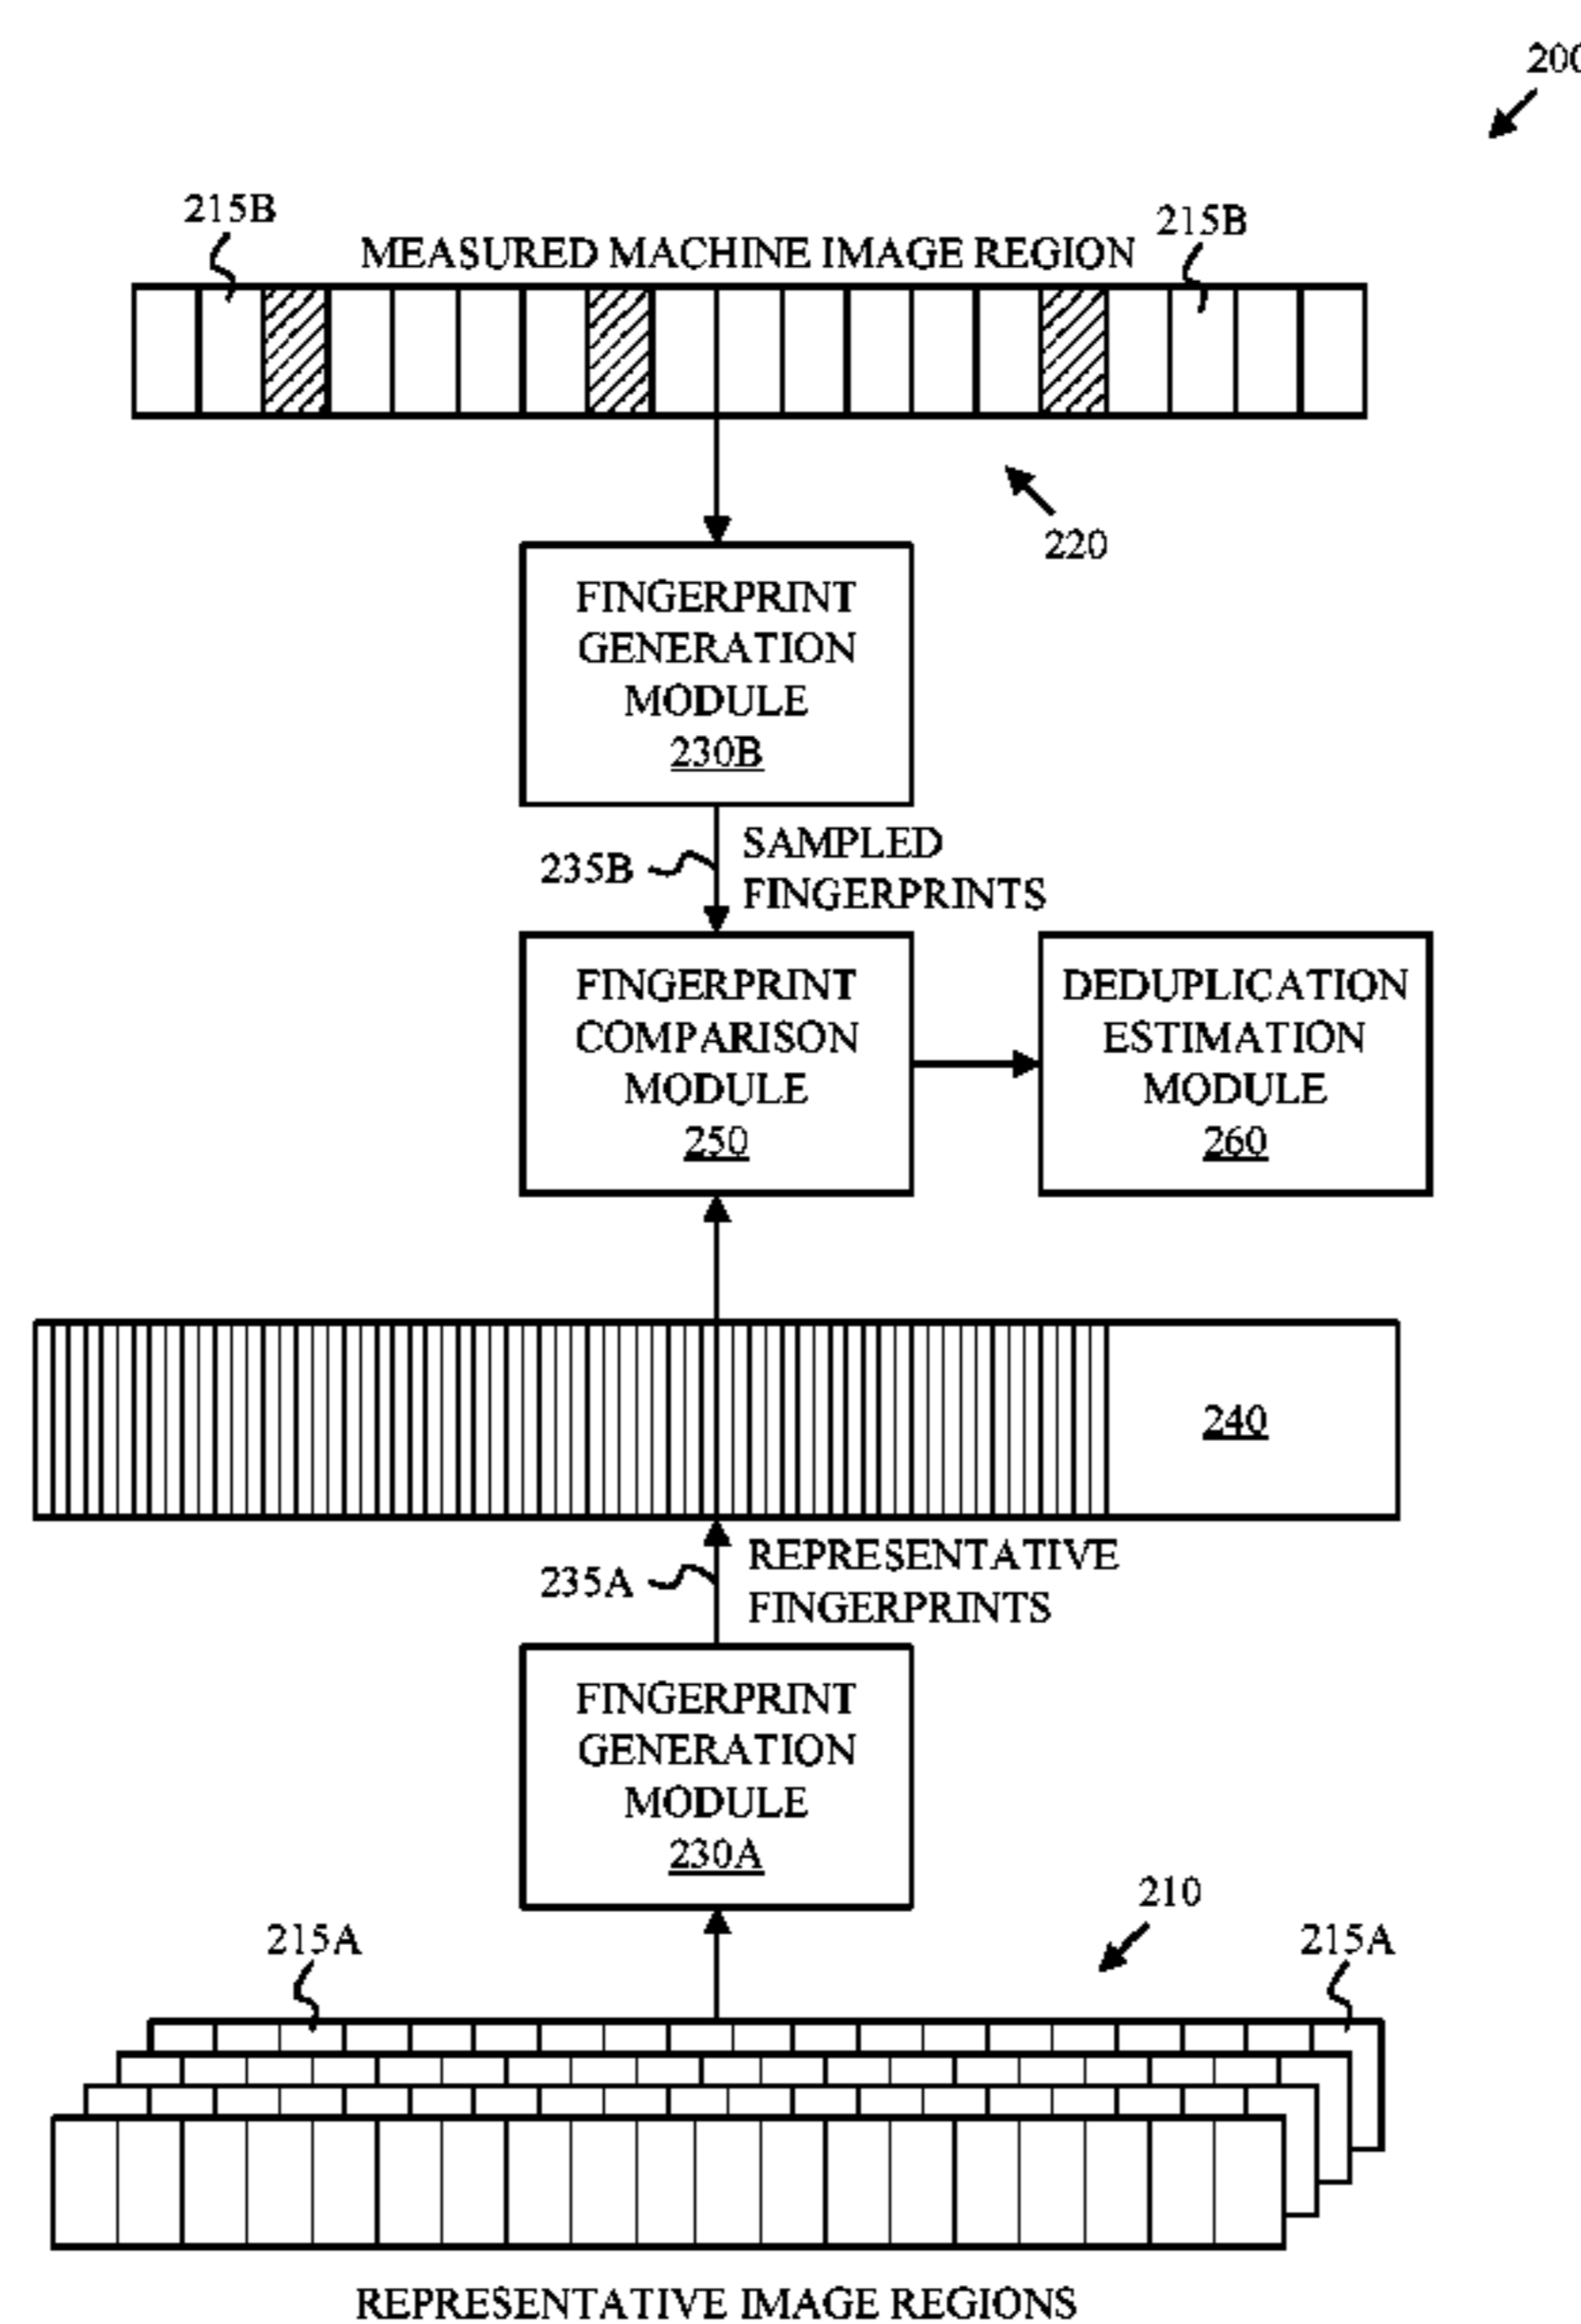 200
215B
215B
MEASURED MACHINE IMAGE REGION
220
FINGERPRINT
GENERATION
MODULE
230B
235B
SAMPLED
FINGERPRINTS
FINGERPRINT
COMPARISON
MODULE
250
DEDUPLICATION
ESTIMATION
MODULE
260
240
235A
REPRESENTATIVE
FINGERPRINTS
FINGERPRINT
GENERATION
MODULE
230A
210
215A
215A
REPRESENTATIVE IMAGE REGIONS